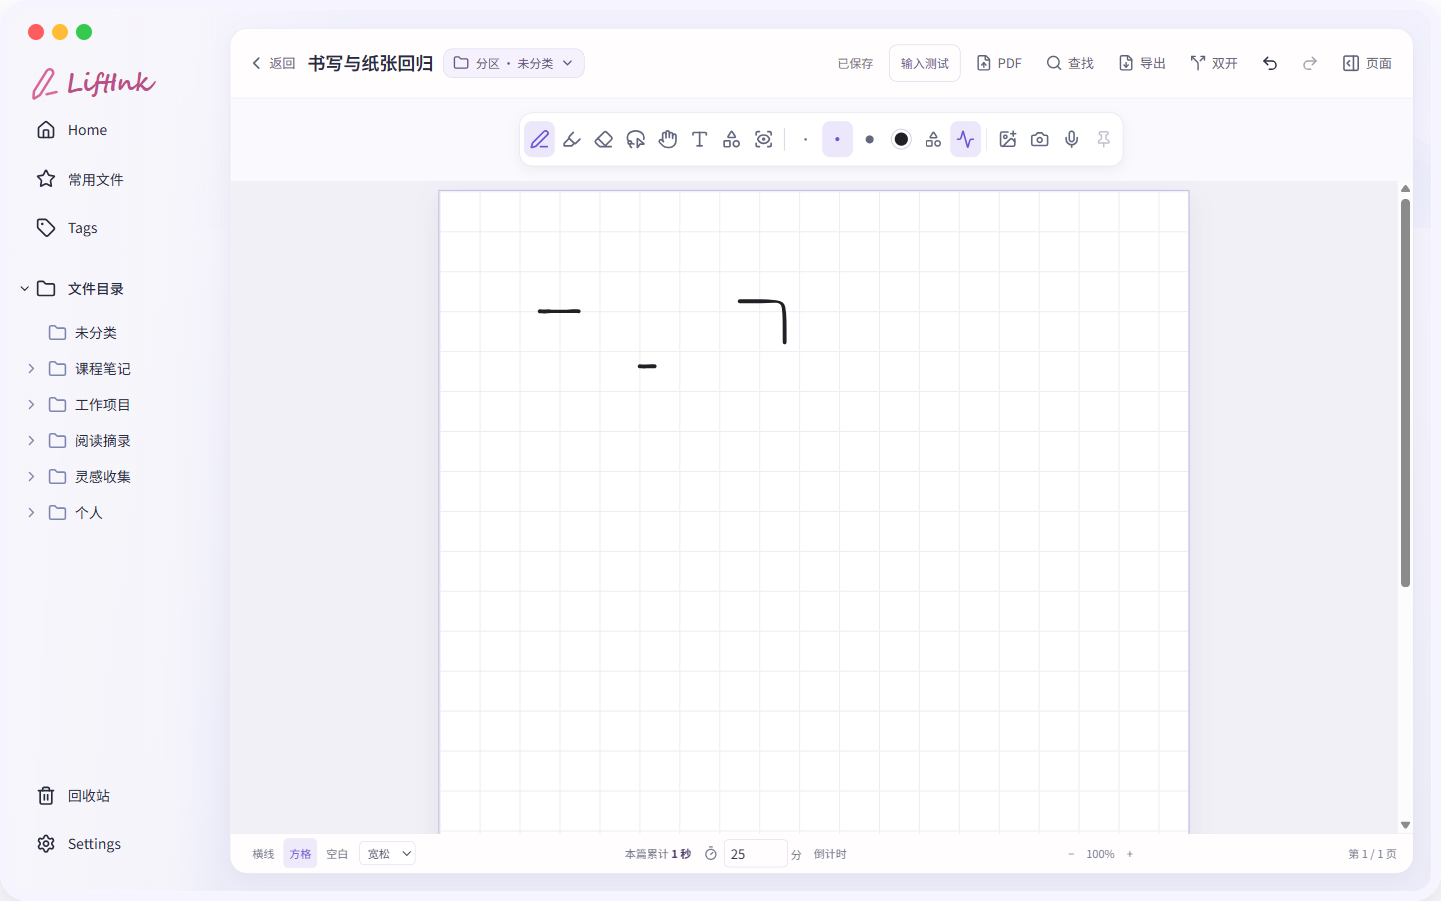 LiftInk
Home
常用文件
Tags
文件目录
未分类
课程笔记
工作项目
阅读摘录
灵感收集
个人
回收站
Settings
返回 书写与纸张回归 分区 · 未分类 已保存 输入测试 PDF 查找 导出 双开 页面
横线 方格 空白 宽松 本篇累计 1 秒 25 分 倒计时 − 100% + 第 1 / 1 页